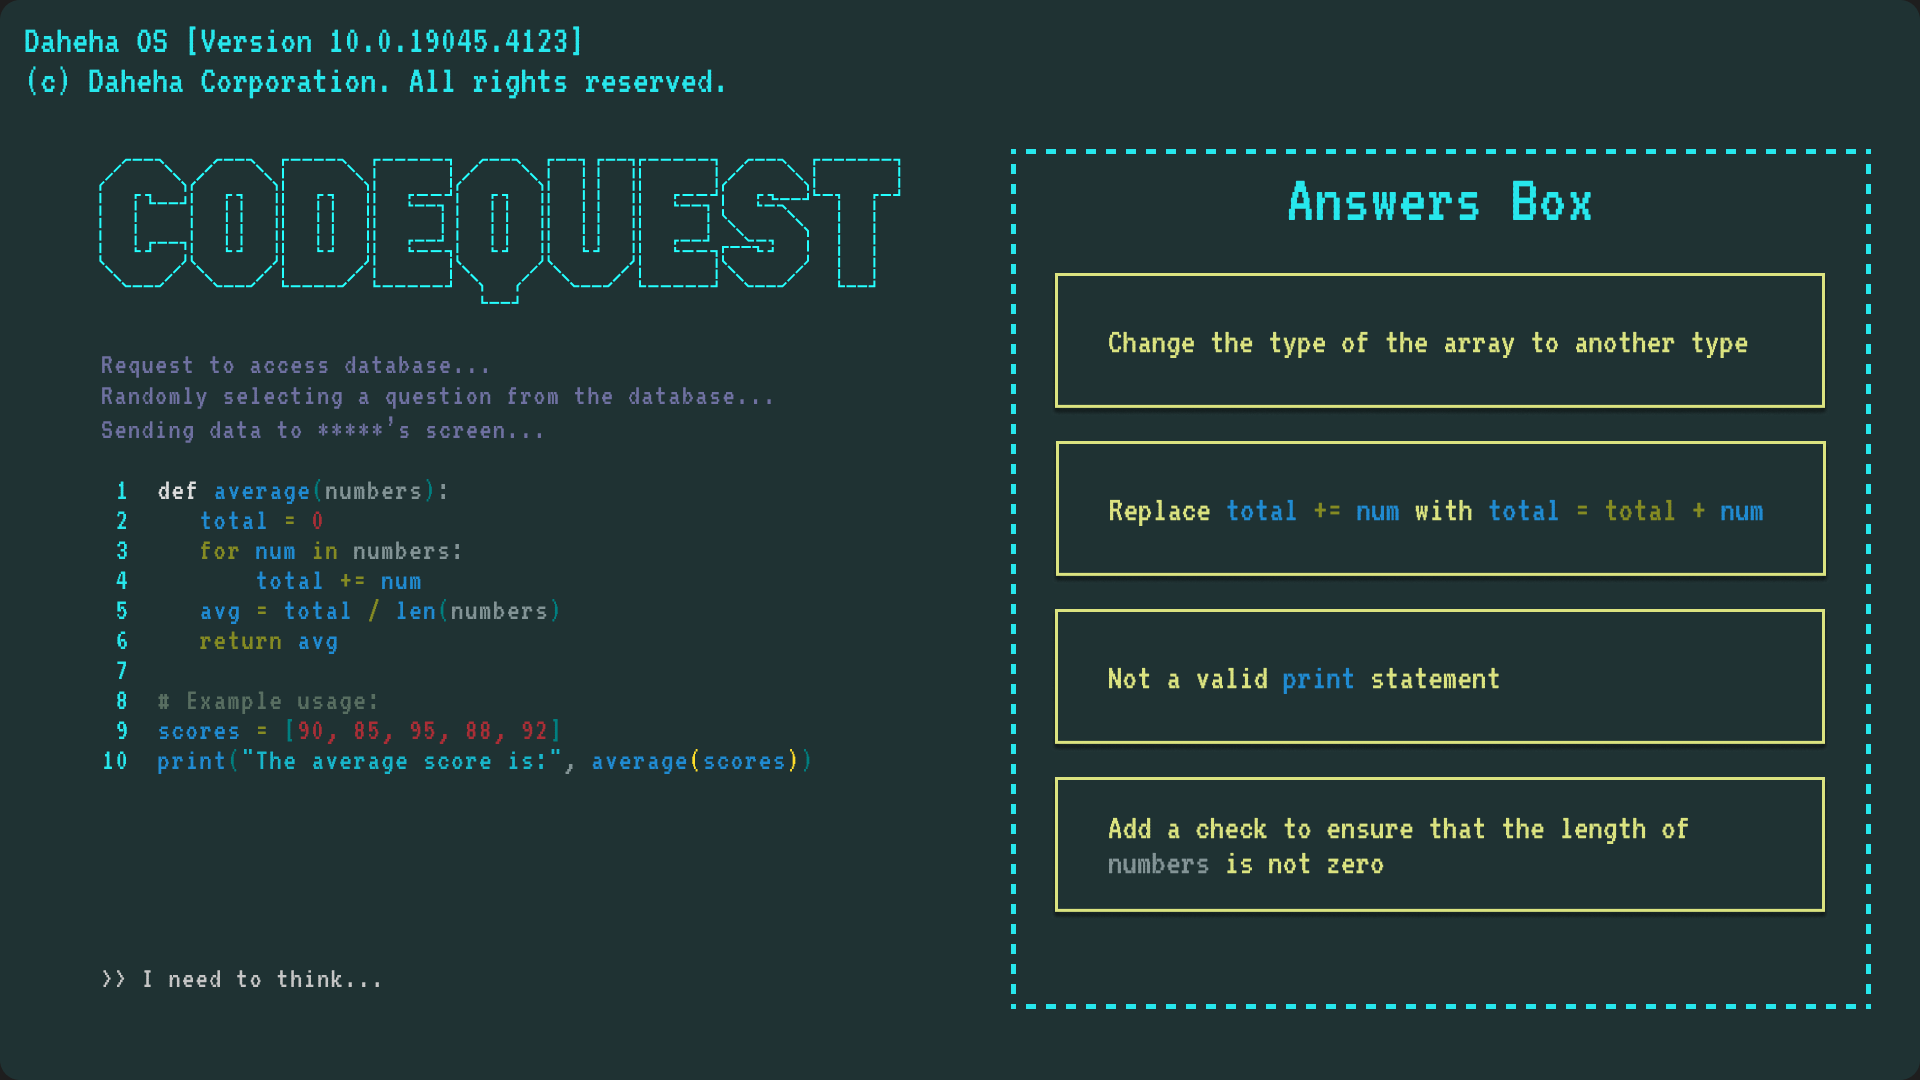 Daheha OS [Version 10.0.19045.4123]
(c) Daheha Corporation. All rights reserved.
CODEQUEST
Request to access database...
Randomly selecting a question from the database...
Sending data to *****'s screen...
1 def average(numbers):
2 total = 0
3 for num in numbers:
4 total += num
5 avg = total / len(numbers)
6 return avg
7
8 # Example usage:
9 scores = [90, 85, 95, 88, 92]
10 print("The average score is:", average(scores))
>> I need to think...
Answers Box
Change the type of the array to another type
Replace total += num with total = total + num
Not a valid print statement
Add a check to ensure that the length of
numbers is not zero